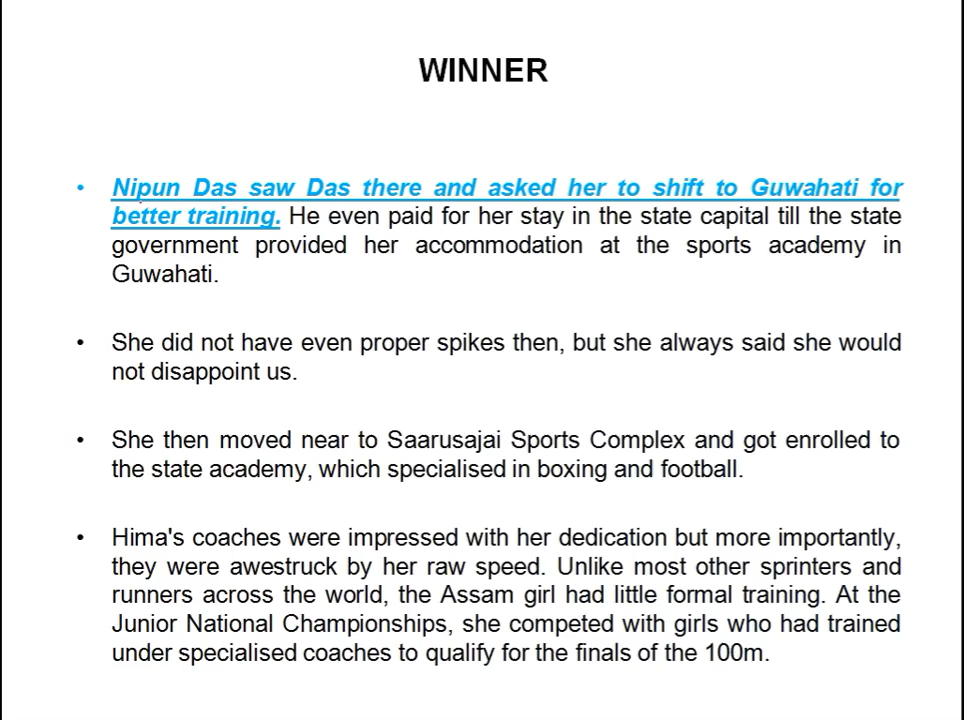 WINNER
• Nipun Das saw Das there and asked her to shift to Guwahati for
better training. He even paid for her stay in the state capital till the state
government provided her accommodation at the sports academy in
Guwahati.
• She did not have even proper spikes then, but she always said she would
not disappoint us.
• She then moved near to Saarusajai Sports Complex and got enrolled to
the state academy, which specialised in boxing and football.
• Hima's coaches were impressed with her dedication but more importantly,
they were awestruck by her raw speed. Unlike most other sprinters and
runners across the world, the Assam girl had little formal training. At the
Junior National Championships, she competed with girls who had trained
under specialised coaches to qualify for the finals of the 100m.